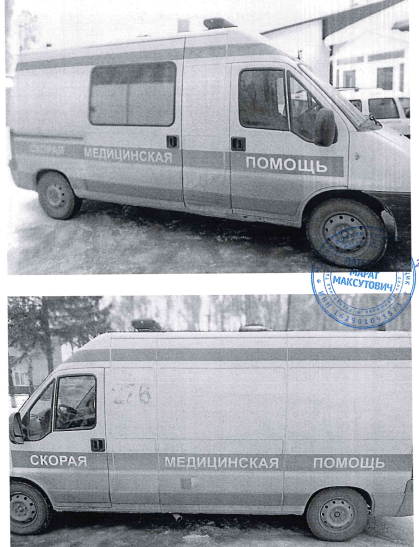 СКОРАЯ МЕДИЦИНСКАЯ ПОМОЩЬ
МАРАТ
МАКСУТОВИЧ
276
СКОРАЯ МЕДИЦИНСКАЯ ПОМОЩЬ